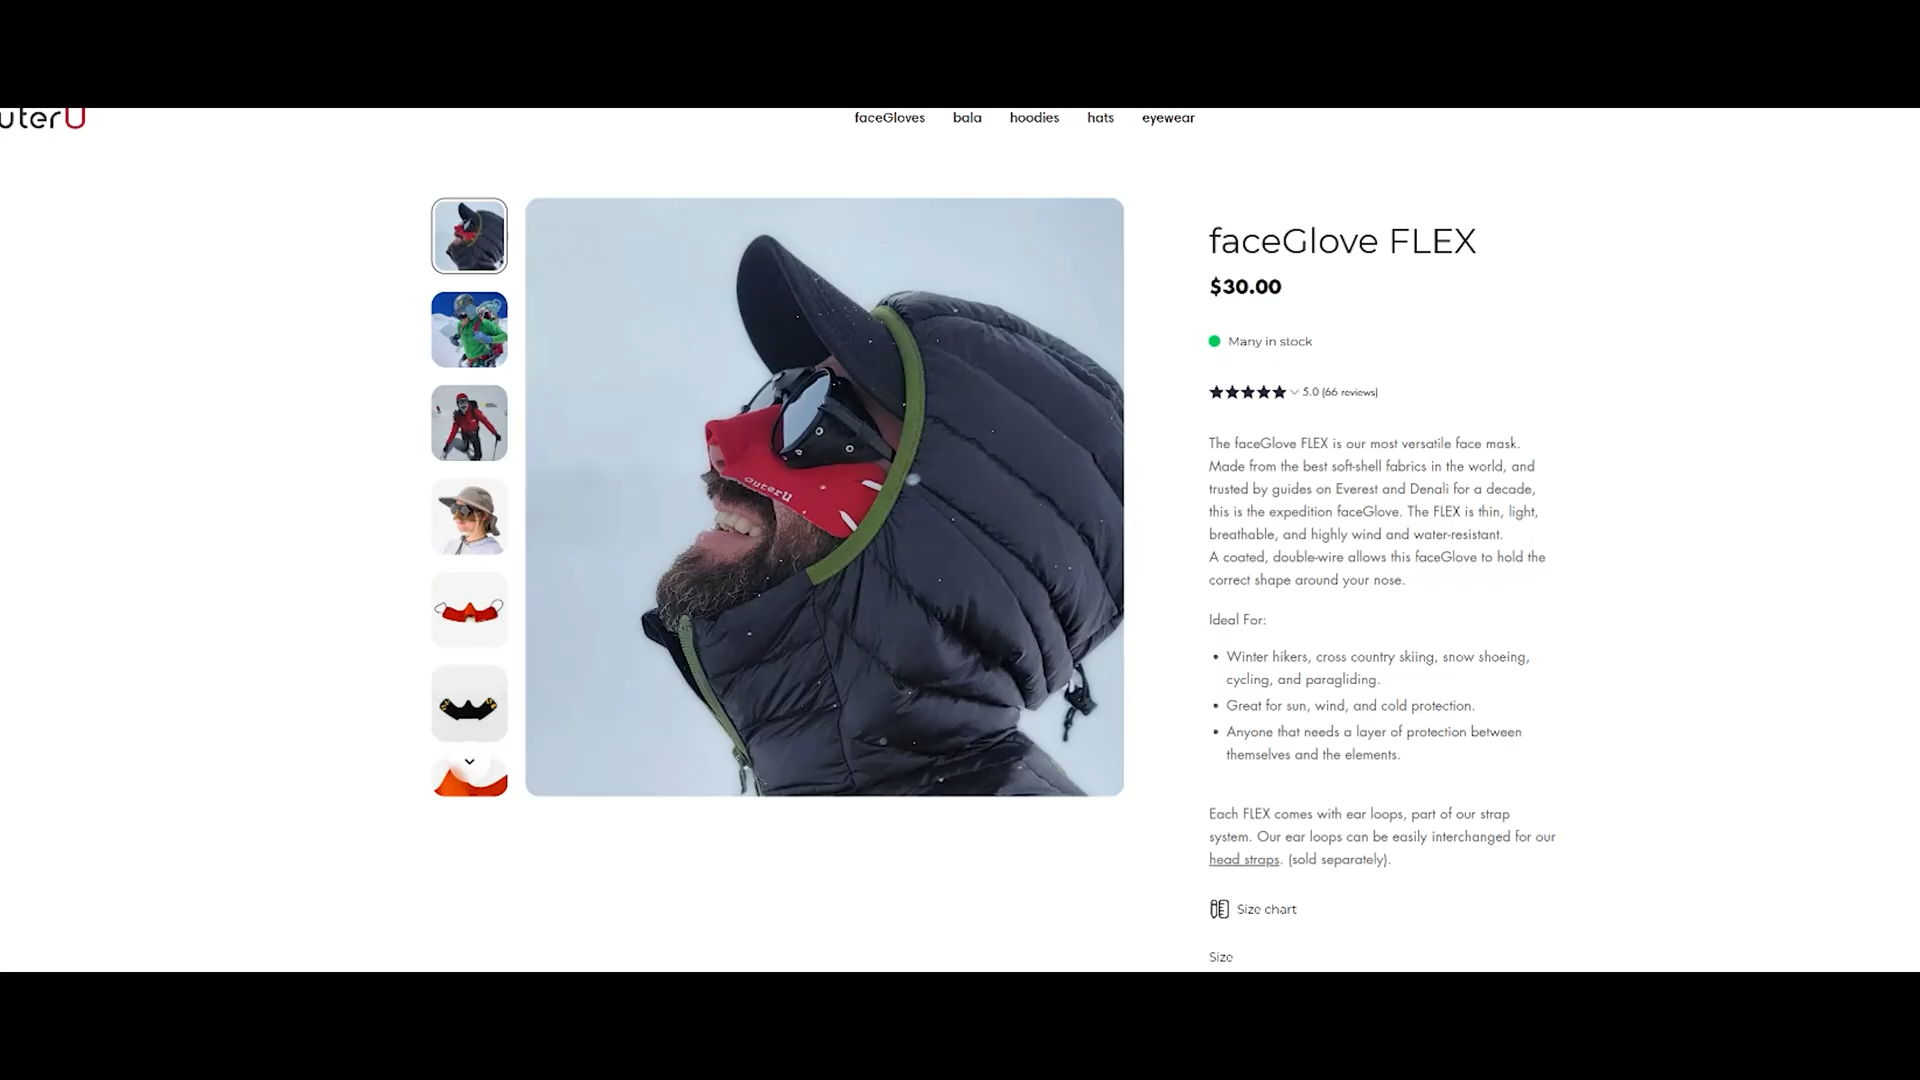 uterU
faceGloves bala hoodies hats eyewear
faceGlove FLEX
$30.00
Many in stock
5.0 (66 reviews)
The faceGlove FLEX is our most versatile face mask.
Made from the best soft-shell fabrics in the world, and
trusted by guides on Everest and Denali for a decade,
this is the expedition faceGlove. The FLEX is thin, light,
breathable, and highly wind and water-resistant.
A coated, double-wire allows this faceGlove to hold the
correct shape around your nose.
Ideal For:
• Winter hikers, cross country skiing, snow shoeing,
cycling, and paragliding.
• Great for sun, wind, and cold protection.
• Anyone that needs a layer of protection between
themselves and the elements.
Each FLEX comes with ear loops, part of our strap
system. Our ear loops can be easily interchanged for our
head straps. (sold separately).
Size chart
Size
outerU